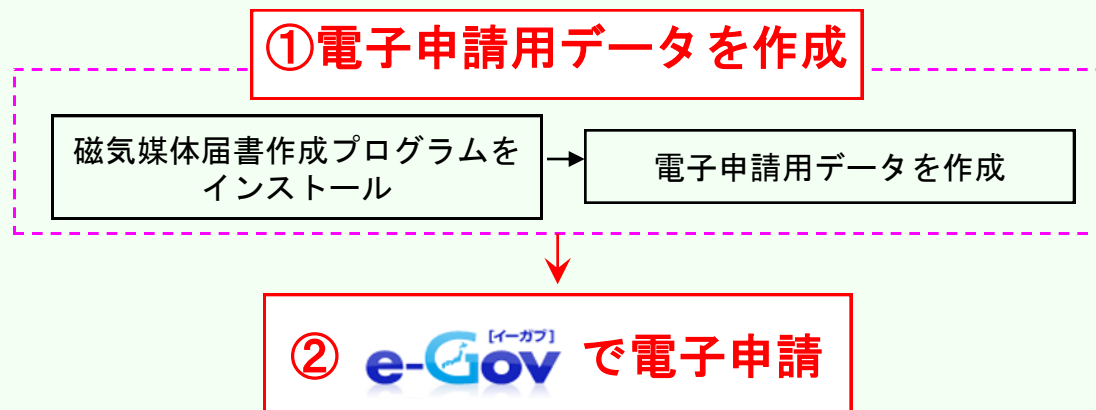 ①電子申請用データを作成
磁気媒体届書作成プログラムを
インストール
電子申請用データを作成
② e-Gov [イーガブ] で電子申請